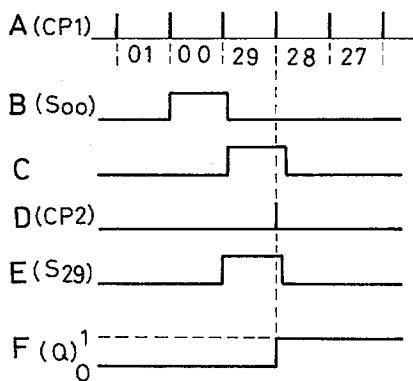 A (CP1)
01 00 29 28 27
B (S00)
C
D (CP2)
E (S29)
F (Q) 1
0